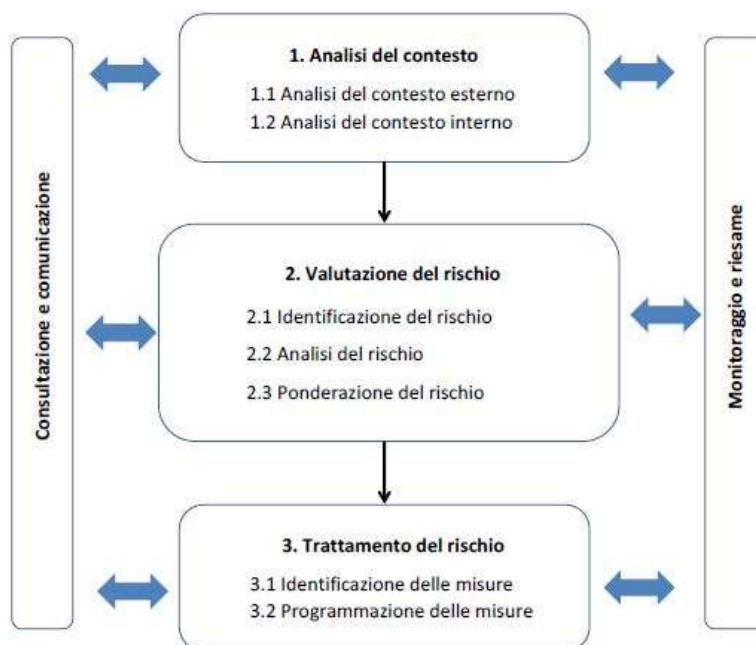 Consultazione e comunicazione
1. Analisi del contesto
1.1 Analisi del contesto esterno
1.2 Analisi del contesto interno
2. Valutazione del rischio
2.1 Identificazione del rischio
2.2 Analisi del rischio
2.3 Ponderazione del rischio
3. Trattamento del rischio
3.1 Identificazione delle misure
3.2 Programmazione delle misure
Monitoraggio e riesame